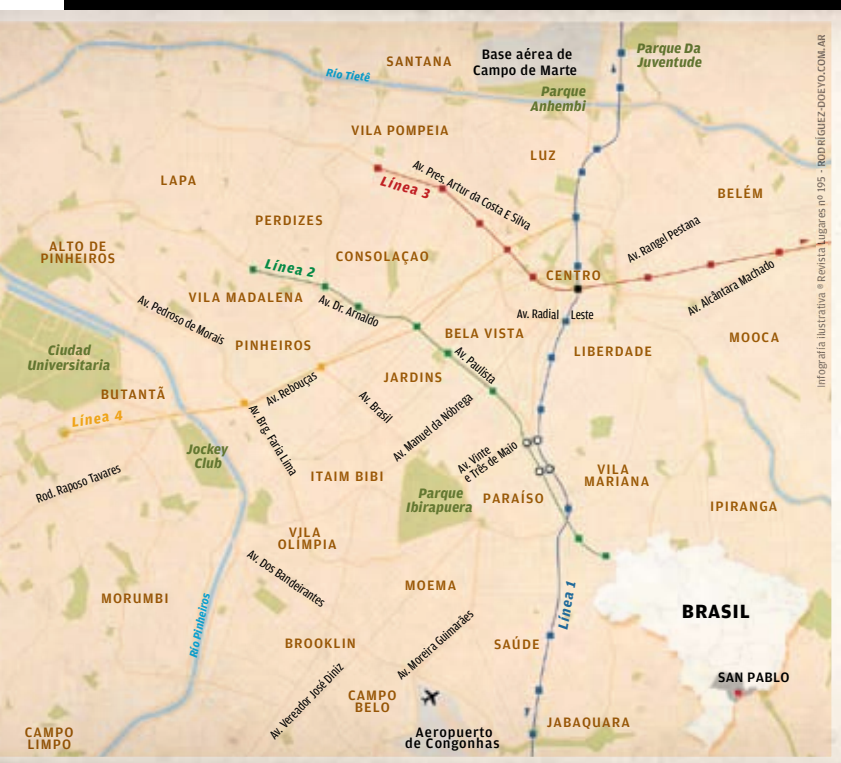 SANTANA
Base aérea de
Campo de Marte
Parque Da
Juventude
Río Tietê
Parque
Anhembi
VILA POMPEIA
LUZ
LAPA
Línea 3
Av. Pres. Artur da Costa E Silva
BELÉM
PERDIZES
ALTO DE
PINHEIROS
CONSOLAÇAO
Av. Rangel Pestana
Línea 2
CENTRO
Av. Alcântara Machado
VILA MADALENA
Av. Dr. Arnaldo
Av. Pedroso de Morais
Av. Radial
Leste
BELA VISTA
MOOCA
PINHEIROS
LIBERDADE
Ciudad
Universitaria
Av. Paulista
JARDINS
BUTANTÃ
Av. Rebouças
Línea 4
Av. Brasil
Av. Brg. Faria Lima
Av. Manuel da Nóbrega
Jockey
Club
Av. Vinte
e Três de Maio
Rod. Raposo Tavares
ITAIM BIBI
VILA
MARIANA
Parque
Ibirapuera
PARAÍSO
IPIRANGA
VILA
OLÍMPIA
Av. Dos Bandeirantes
MOEMA
MORUMBI
Línea 1
BRASIL
Río Pinheiros
BROOKLIN
Av. Moreira Guimarães
SAÚDE
SAN PABLO
Av. Vereador José Diniz
CAMPO
BELO
JABAQUARA
CAMPO
LIMPO
Aeropuerto
de Congonhas
Infografía ilustrativa ® Revista Lugares nº 195 - RODRÍGUEZ-DOEYO.COM.AR